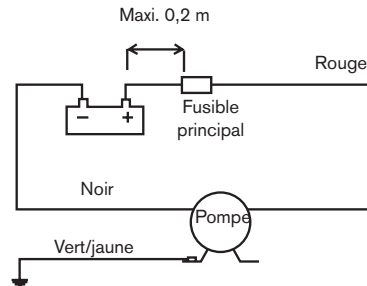 Maxi. 0,2 m
Rouge
− +
Fusible
principal
Noir
Pompe
Vert/jaune